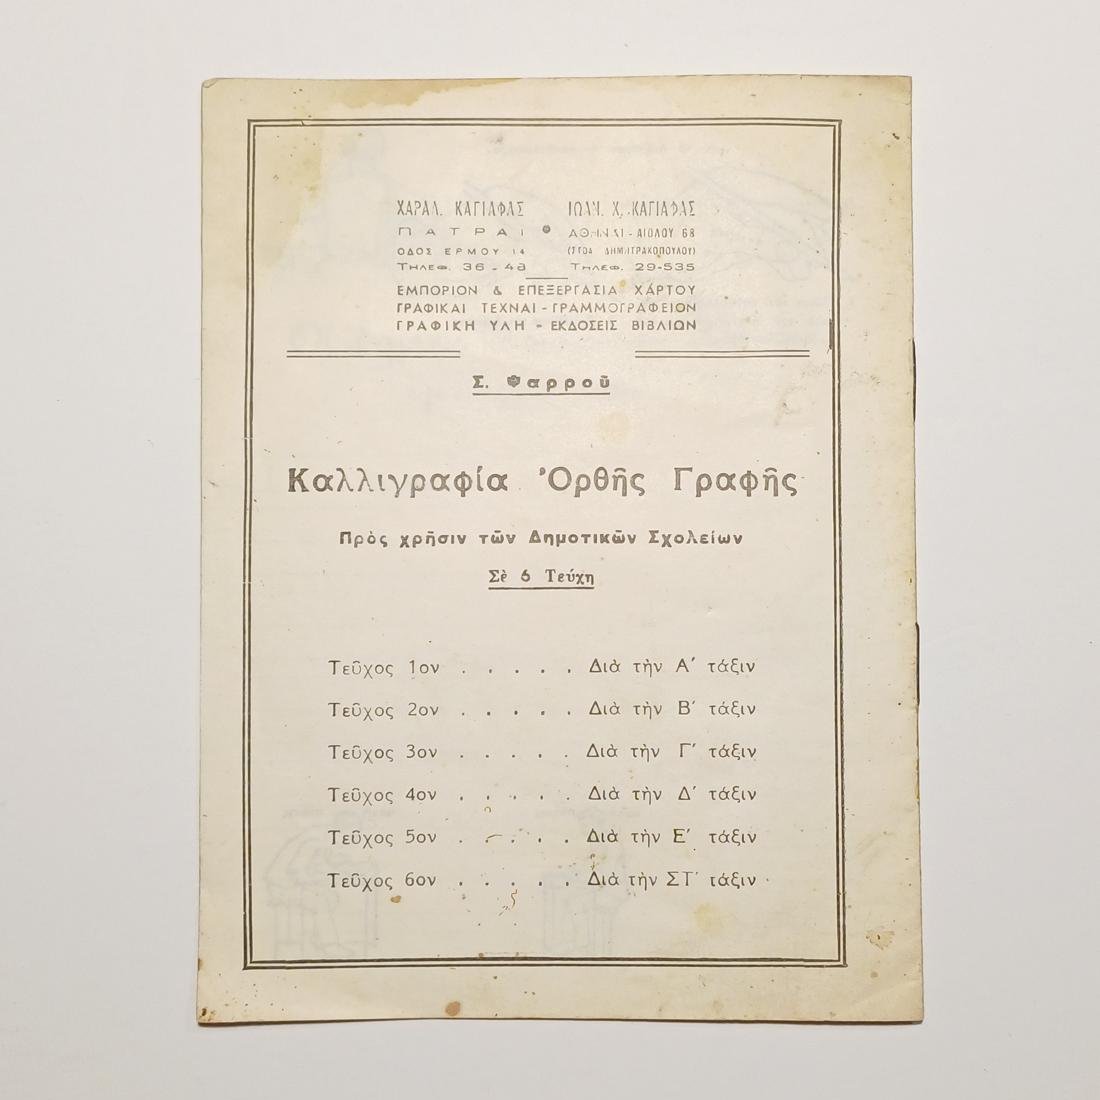 ΧΑΡΑΛ. ΚΑΓΙΑΦΑΣ ΙΩΑΝ. Χ. ΚΑΓΙΑΦΑΣ
ΠΑΤΡΑΙ • ΑΘΗΝΑΙ - ΑΙΟΛΟΥ 68
ΟΔΟΣ ΕΡΜΟΥ 14 (ΣΤΟΑ ΔΗΜΗΤΡΑΚΟΠΟΥΛΟΥ)
ΤΗΛΕΦ. 36-48 ΤΗΛΕΦ. 29-535
ΕΜΠΟΡΙΟΝ & ΕΠΕΞΕΡΓΑΣΙΑ ΧΑΡΤΟΥ
ΓΡΑΦΙΚΑΙ ΤΕΧΝΑΙ - ΓΡΑΜΜΟΓΡΑΦΕΙΟΝ
ΓΡΑΦΙΚΗ ΥΛΗ - ΕΚΔΟΣΕΙΣ ΒΙΒΛΙΩΝ
Σ. Φαρροῦ
Καλλιγραφία Ὀρθῆς Γραφῆς
Πρὸς χρῆσιν τῶν Δημοτικῶν Σχολείων
Σὲ 6 Τεύχη
Τεῦχος 1ον . . . . . Διὰ τὴν Α′ τάξιν
Τεῦχος 2ον . . . . . Διὰ τὴν Β′ τάξιν
Τεῦχος 3ον . . . . . Διὰ τὴν Γ′ τάξιν
Τεῦχος 4ον . . . . . Διὰ τὴν Δ′ τάξιν
Τεῦχος 5ον . . . . . Διὰ τὴν Ε′ τάξιν
Τεῦχος 6ον . . . . . Διὰ τὴν ΣΤ′ τάξιν